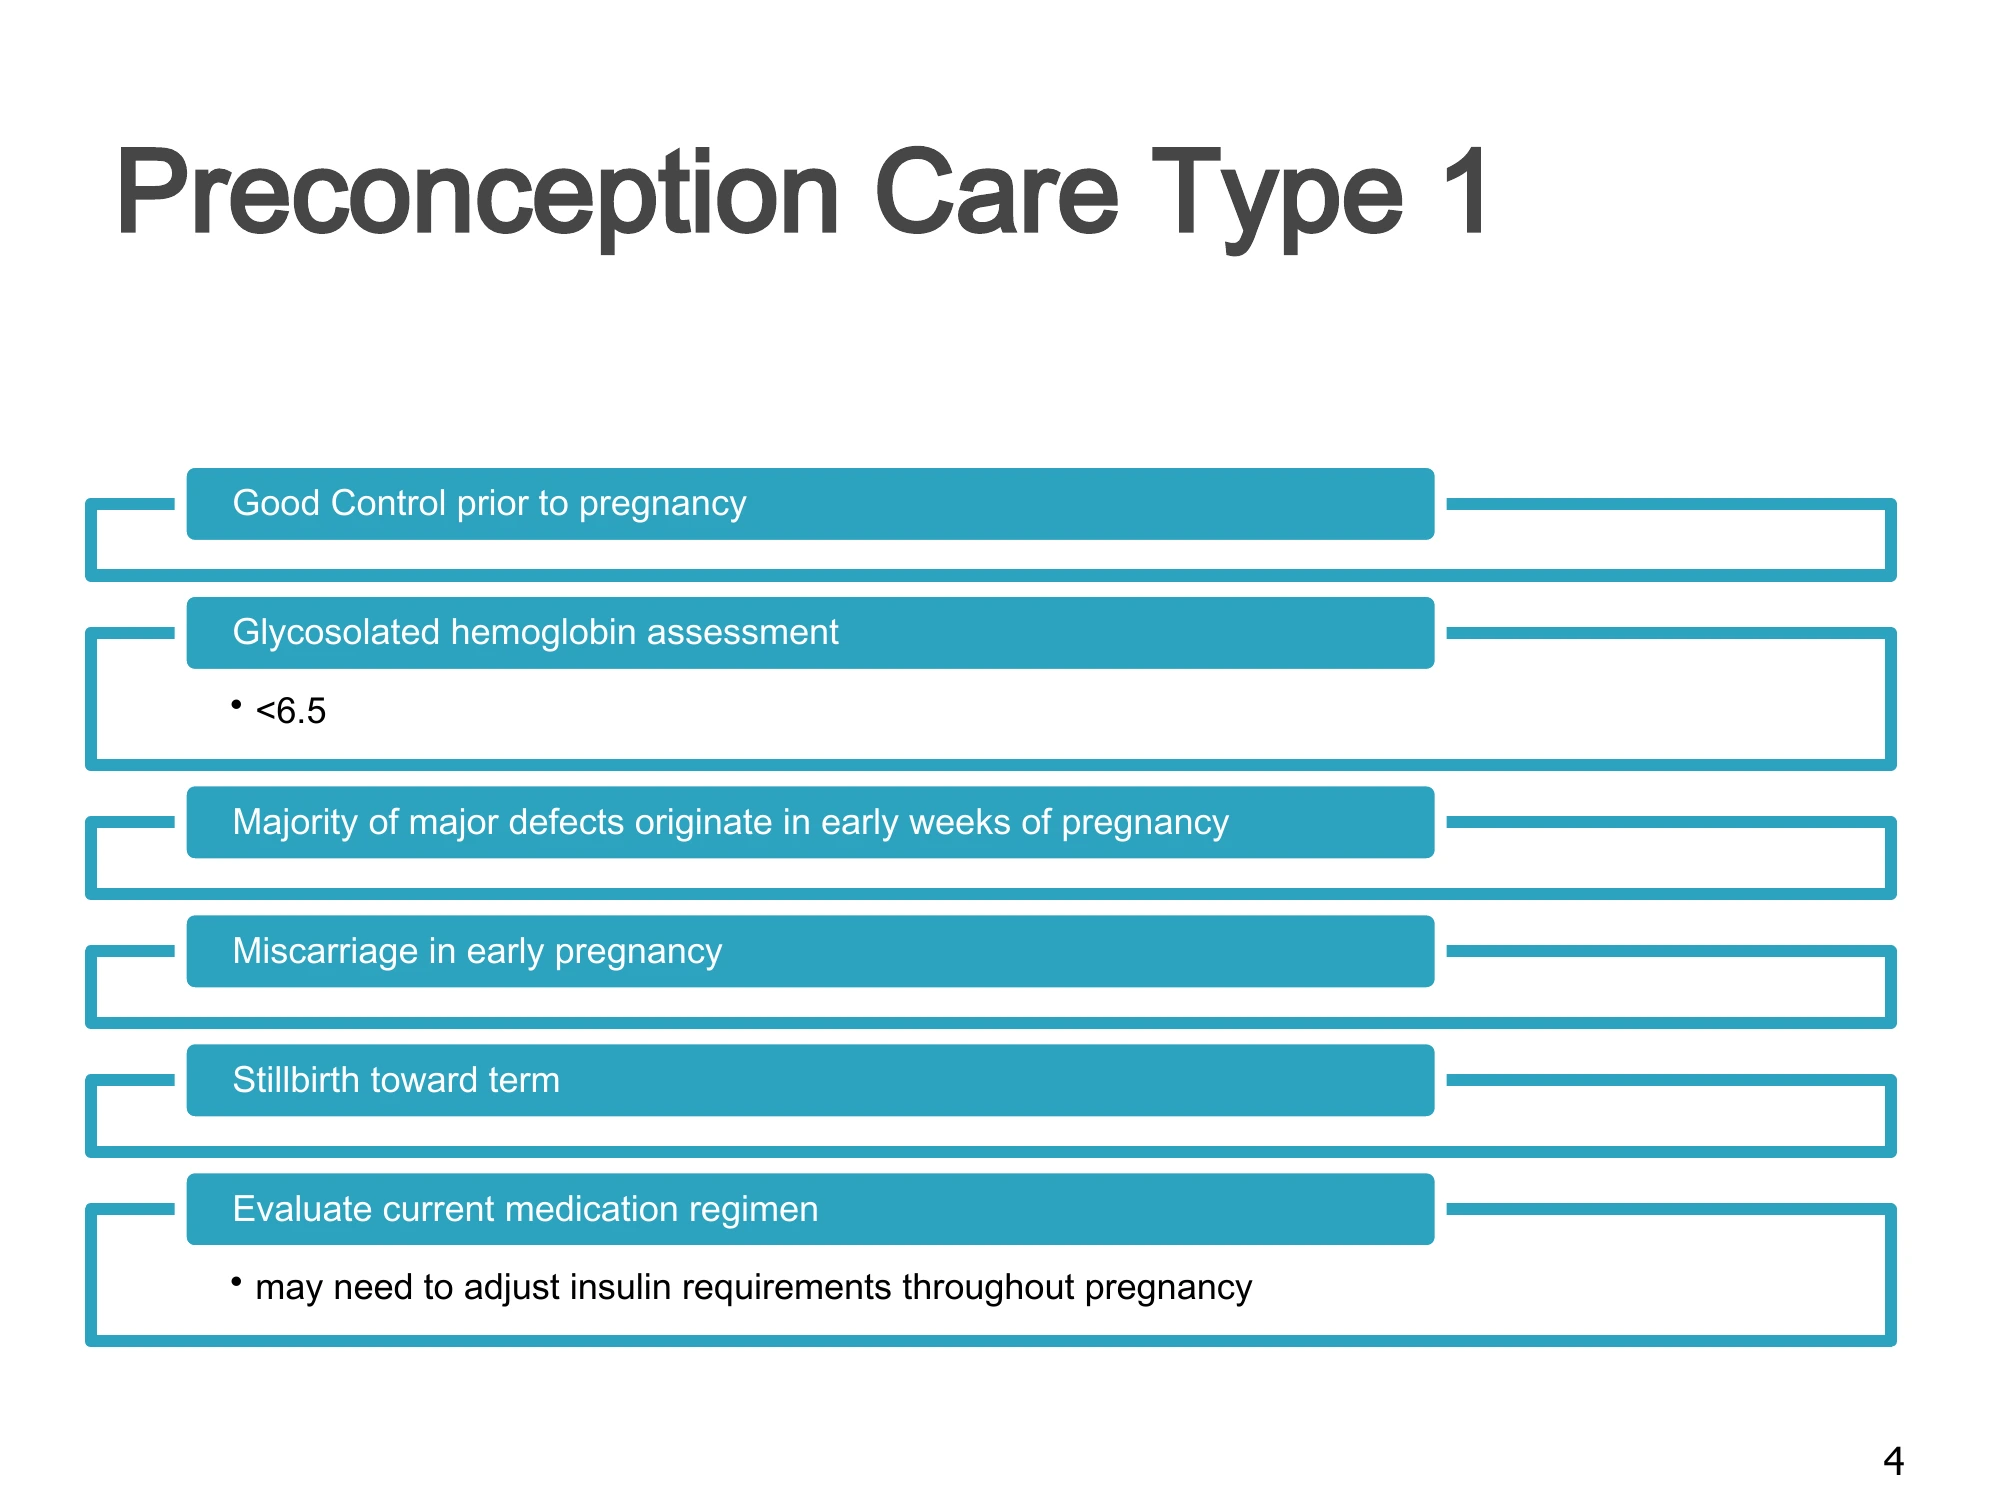 Preconception Care Type 1
Good Control prior to pregnancy
Glycosolated hemoglobin assessment
• <6.5
Majority of major defects originate in early weeks of pregnancy
Miscarriage in early pregnancy
Stillbirth toward term
Evaluate current medication regimen
• may need to adjust insulin requirements throughout pregnancy
4